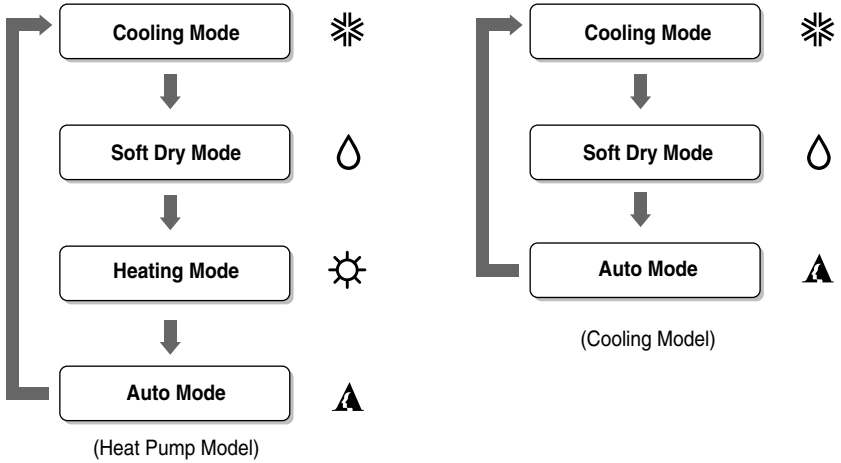 Cooling Mode
Soft Dry Mode
Heating Mode
Auto Mode
(Heat Pump Model)
Cooling Mode
Soft Dry Mode
Auto Mode
(Cooling Model)